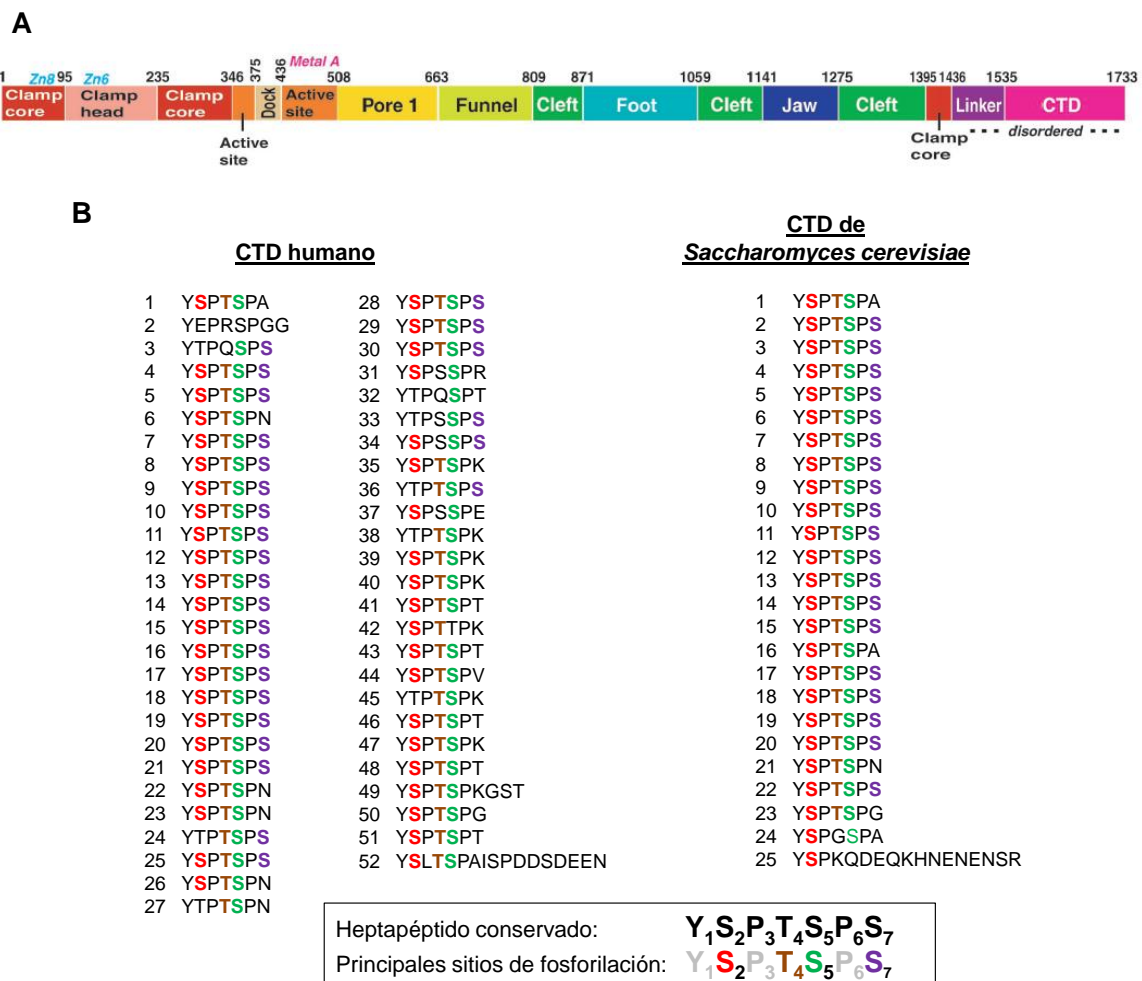 A
Metal A
1 Zn8 95 Zn6 235 346 375 436 508 663 809 871 1059 1141 1275 1395 1436 1535 1733
Clamp core Clamp head Clamp core Dock Active site Pore 1 Funnel Cleft Foot Cleft Jaw Cleft Linker CTD
Active site
Clamp core
disordered
B
CTD humano
1 YSPTSPA
2 YEPRSPGG
3 YTPQSPS
4 YSPTSPS
5 YSPTSPS
6 YSPTSPN
7 YSPTSPS
8 YSPTSPS
9 YSPTSPS
10 YSPTSPS
11 YSPTSPS
12 YSPTSPS
13 YSPTSPS
14 YSPTSPS
15 YSPTSPS
16 YSPTSPS
17 YSPTSPS
18 YSPTSPS
19 YSPTSPS
20 YSPTSPS
21 YSPTSPS
22 YSPTSPN
23 YSPTSPN
24 YTPTSPS
25 YSPTSPS
26 YSPTSPN
27 YTPTSPN
28 YSPTSPS
29 YSPTSPS
30 YSPTSPS
31 YSPSSPR
32 YTPQSPT
33 YTPSSPS
34 YSPSSPS
35 YSPTSPK
36 YTPTSPS
37 YSPSSPE
38 YTPTSPK
39 YSPTSPK
40 YSPTSPK
41 YSPTSPT
42 YSPTTPK
43 YSPTSPT
44 YSPTSPV
45 YTPTSPK
46 YSPTSPT
47 YSPTSPK
48 YSPTSPT
49 YSPTSPKGST
50 YSPTSPG
51 YSPTSPT
52 YSLTSPAISPDDSDEEN
CTD de
Saccharomyces cerevisiae
1 YSPTSPA
2 YSPTSPS
3 YSPTSPS
4 YSPTSPS
5 YSPTSPS
6 YSPTSPS
7 YSPTSPS
8 YSPTSPS
9 YSPTSPS
10 YSPTSPS
11 YSPTSPS
12 YSPTSPS
13 YSPTSPS
14 YSPTSPS
15 YSPTSPS
16 YSPTSPA
17 YSPTSPS
18 YSPTSPS
19 YSPTSPS
20 YSPTSPS
21 YSPTSPN
22 YSPTSPS
23 YSPTSPG
24 YSPGSPA
25 YSPKQDEQKHNENENSR
Heptapéptido conservado: Y1S2P3T4S5P6S7
Principales sitios de fosforilación: Y1S2P3T4S5P6S7